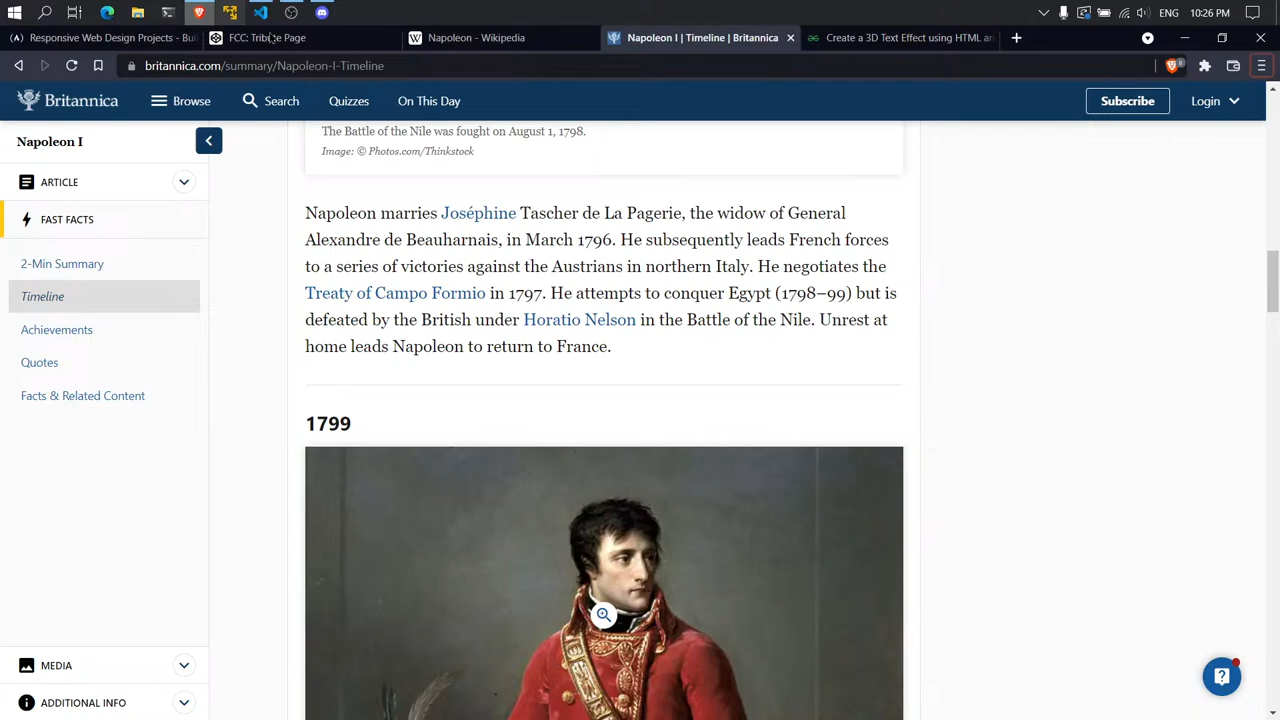 ENG 10:26 PM
Responsive Web Design Projects - Bui
FCC: Tribute Page
Napoleon - Wikipedia
Napoleon I | Timeline | Britannica
Create a 3D Text Effect using HTML an
britannica.com/summary/Napoleon-I-Timeline
8
Britannica
Browse
Search
Quizzes
On This Day
Subscribe
Login
Napoleon I
ARTICLE
FAST FACTS
2-Min Summary
Timeline
Achievements
Quotes
Facts & Related Content
MEDIA
ADDITIONAL INFO
The Battle of the Nile was fought on August 1, 1798.
Image: © Photos.com/Thinkstock
Napoleon marries Joséphine Tascher de La Pagerie, the widow of General
Alexandre de Beauharnais, in March 1796. He subsequently leads French forces
to a series of victories against the Austrians in northern Italy. He negotiates the
Treaty of Campo Formio in 1797. He attempts to conquer Egypt (1798–99) but is
defeated by the British under Horatio Nelson in the Battle of the Nile. Unrest at
home leads Napoleon to return to France.
1799